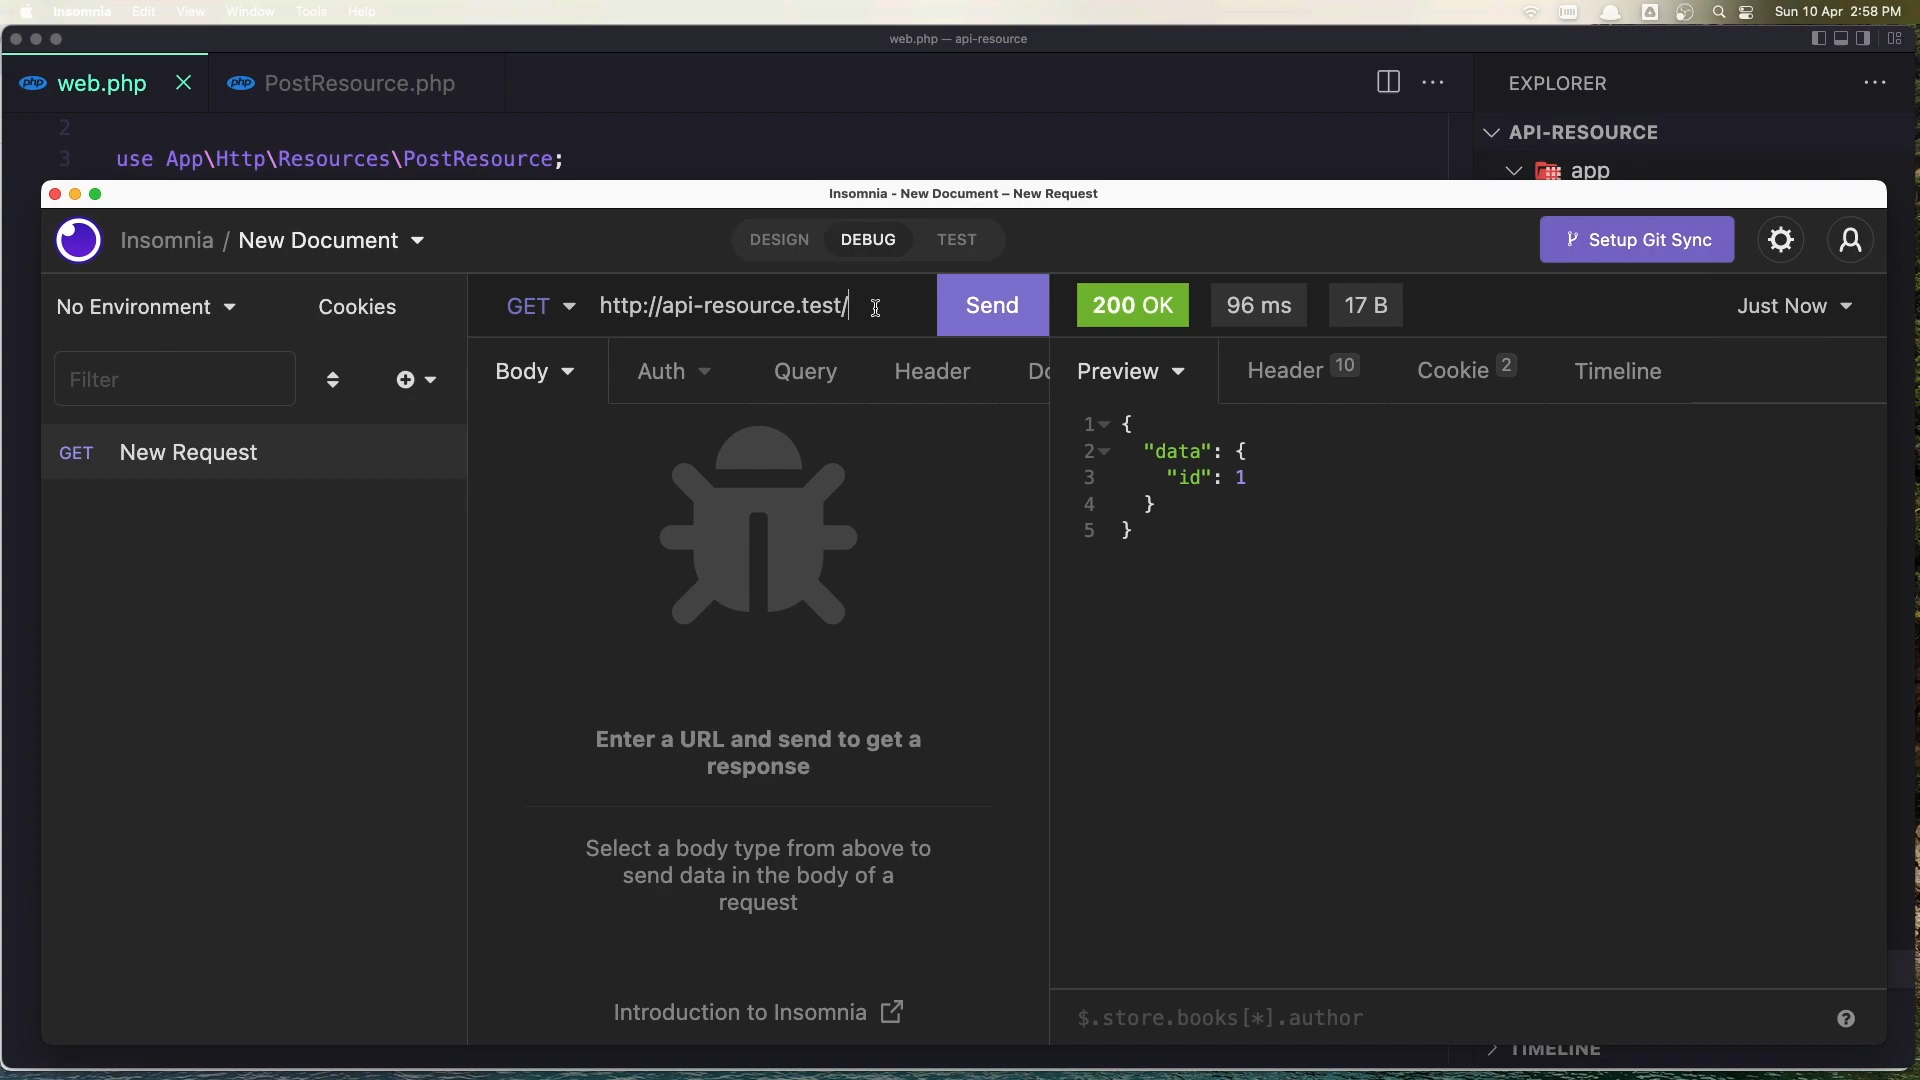 Insomnia Edit View Window Tools Help
Sun 10 Apr 2:58 PM
web.php — api-resource
php web.php
php PostResource.php
EXPLORER
2
API-RESOURCE
3 use App\Http\Resources\PostResource;
app
Insomnia - New Document – New Request
Insomnia / New Document
DESIGN DEBUG TEST
Setup Git Sync
No Environment
Cookies
GET http://api-resource.test/
Send
200 OK 96 ms 17 B
Just Now
Filter
Body Auth Query Header Do
Preview Header 10 Cookie 2 Timeline
GET New Request
1 {
2 "data": {
3 "id": 1
4 }
5 }
Enter a URL and send to get a
response
Select a body type from above to
send data in the body of a
request
Introduction to Insomnia
$.store.books[*].author
?
TIMELINE